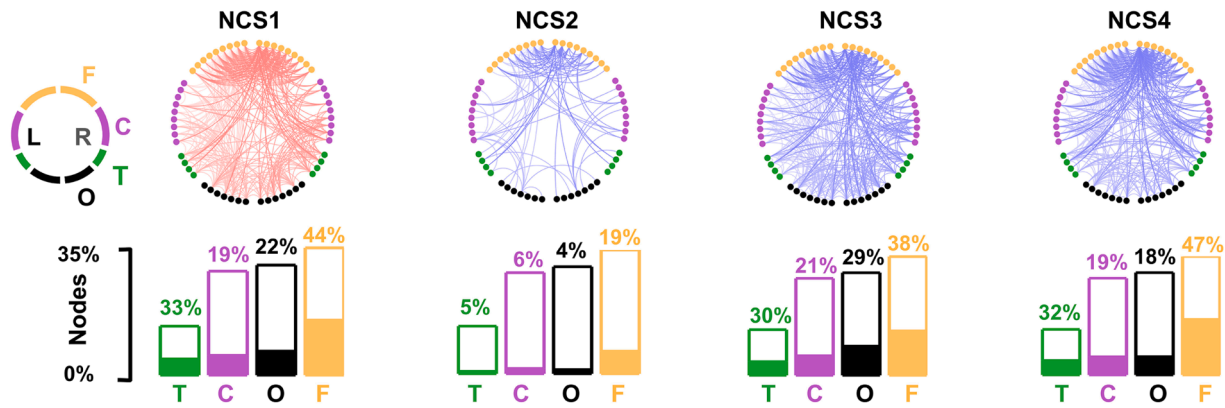 NCS1 NCS2 NCS3 NCS4
F
L R C
T
O
35% 33% 19% 22% 44% 5% 6% 4% 19% 30% 21% 29% 38% 32% 19% 18% 47%
Nodes
0%
T C O F T C O F T C O F T C O F